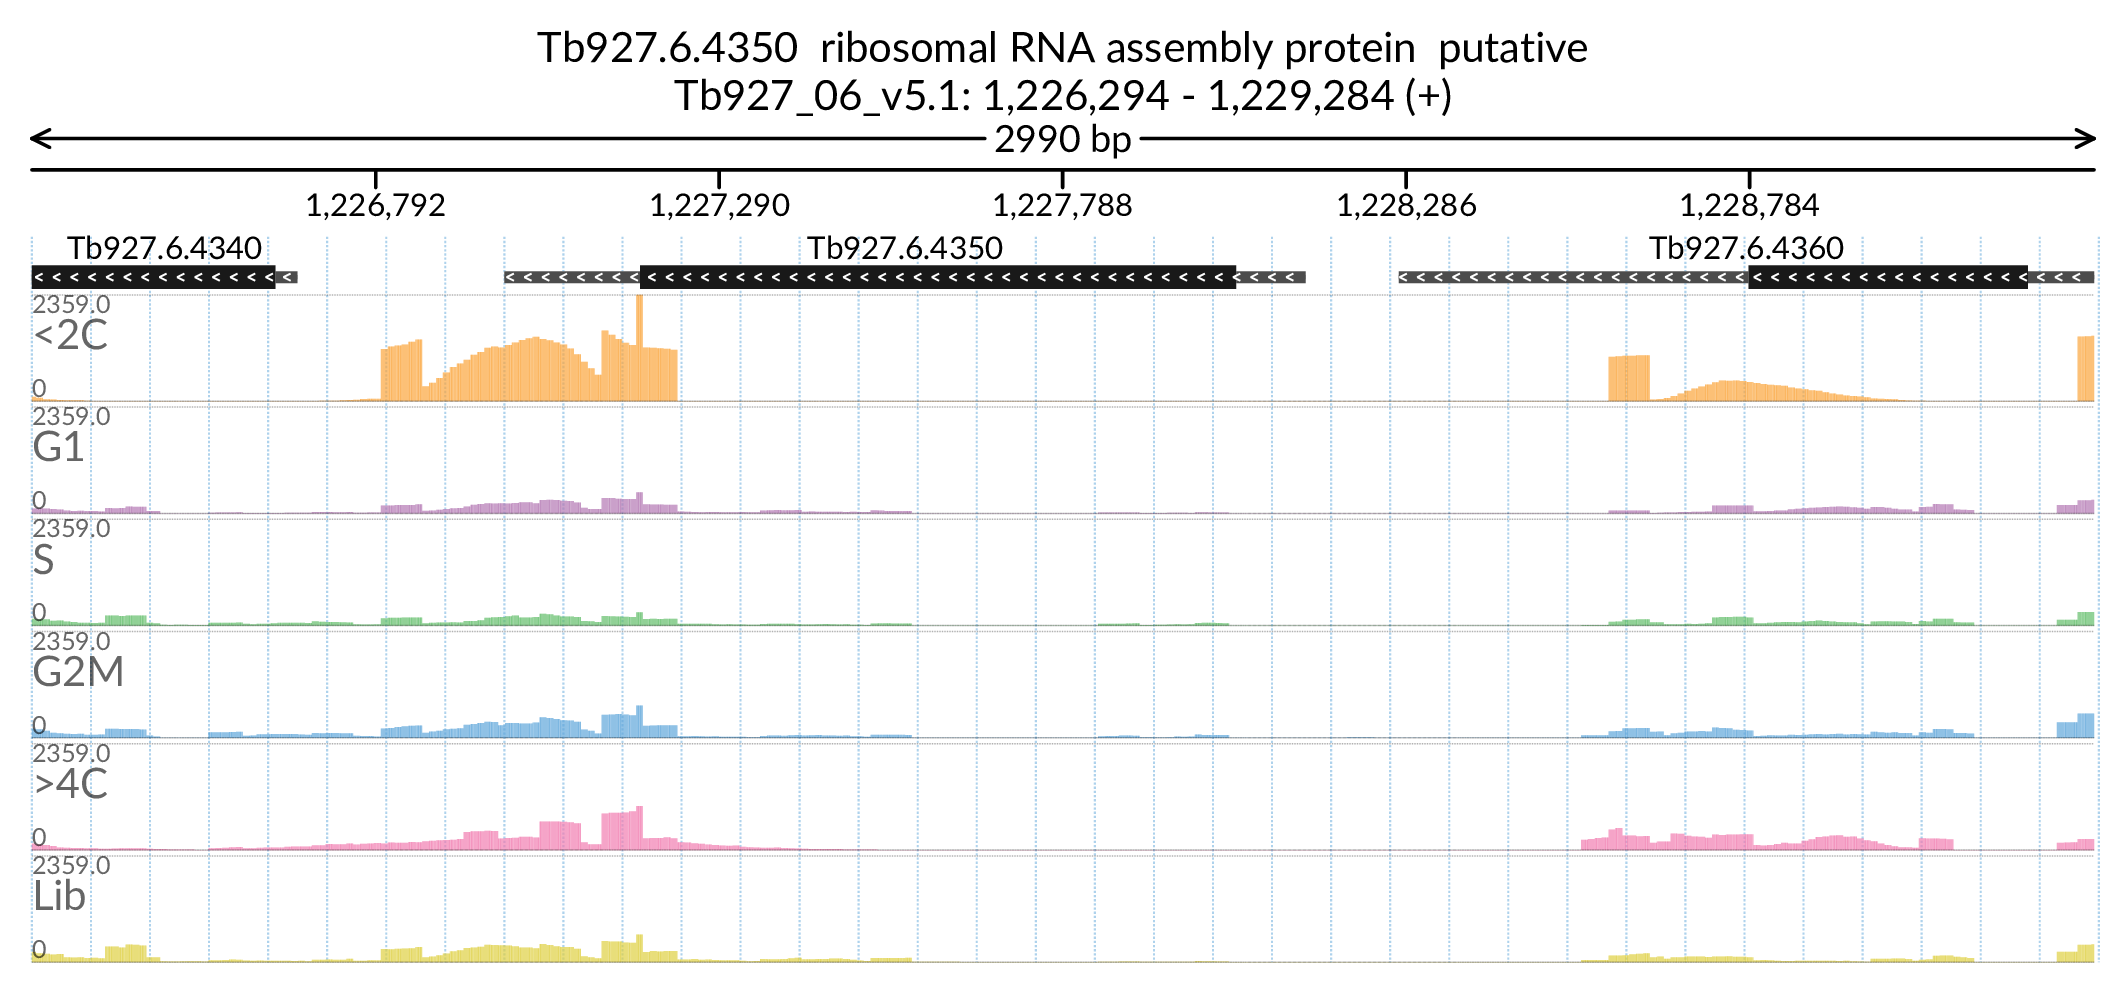 Tb927.6.4350  ribosomal RNA assembly protein  putative
Tb927_06_v5.1: 1,226,294 - 1,229,284 (+)
2990 bp
1,226,792 1,227,290 1,227,788 1,228,286 1,228,784
Tb927.6.4340 Tb927.6.4350 Tb927.6.4360
2359.0
<2C
0
2359.0
G1
0
2359.0
S
0
2359.0
G2M
0
2359.0
>4C
0
2359.0
Lib
0